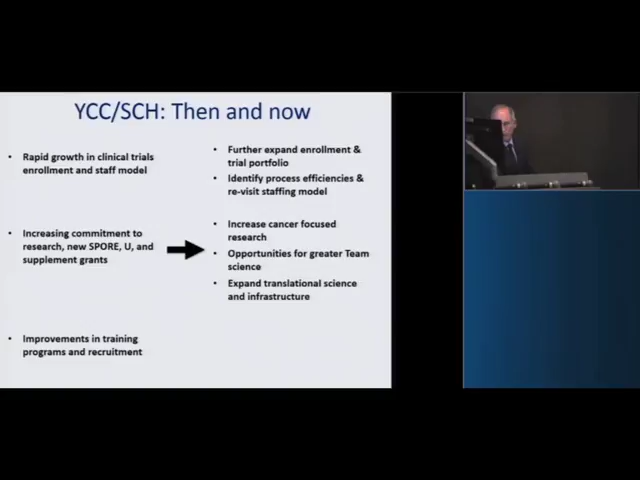 YCC/SCH: Then and now
• Rapid growth in clinical trials
enrollment and staff model
• Increasing commitment to
research, new SPORE, U, and
supplement grants
• Improvements in training
programs and recruitment
• Further expand enrollment &
trial portfolio
• Identify process efficiencies &
re-visit staffing model
• Increase cancer focused
research
• Opportunities for greater Team
science
• Expand translational science
and infrastructure